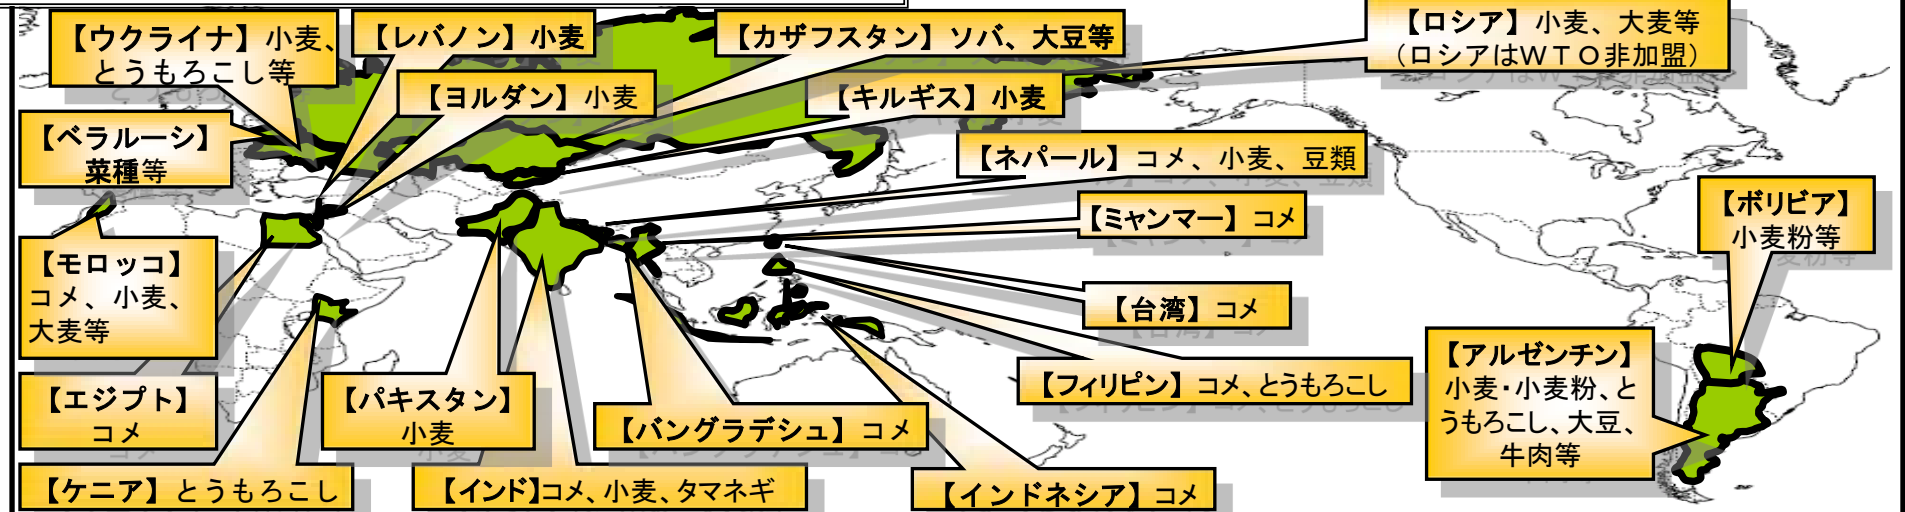 【ウクライナ】小麦、
とうもろこし等
【レバノン】小麦
【カザフスタン】ソバ、大豆等
【ロシア】小麦、大麦等
（ロシアはＷＴＯ非加盟）
【ヨルダン】小麦
【キルギス】小麦
【ベラルーシ】
菜種等
【ネパール】コメ、小麦、豆類
【ミャンマー】コメ
【ボリビア】
小麦粉等
【モロッコ】
コメ、小麦、
大麦等
【台湾】コメ
【アルゼンチン】
小麦・小麦粉、と
うもろこし、大豆、
牛肉等
【フィリピン】コメ、とうもろこし
【エジプト】
コメ
【パキスタン】
小麦
【バングラデシュ】コメ
【ケニア】とうもろこし
【インド】コメ、小麦、タマネギ
【インドネシア】コメ